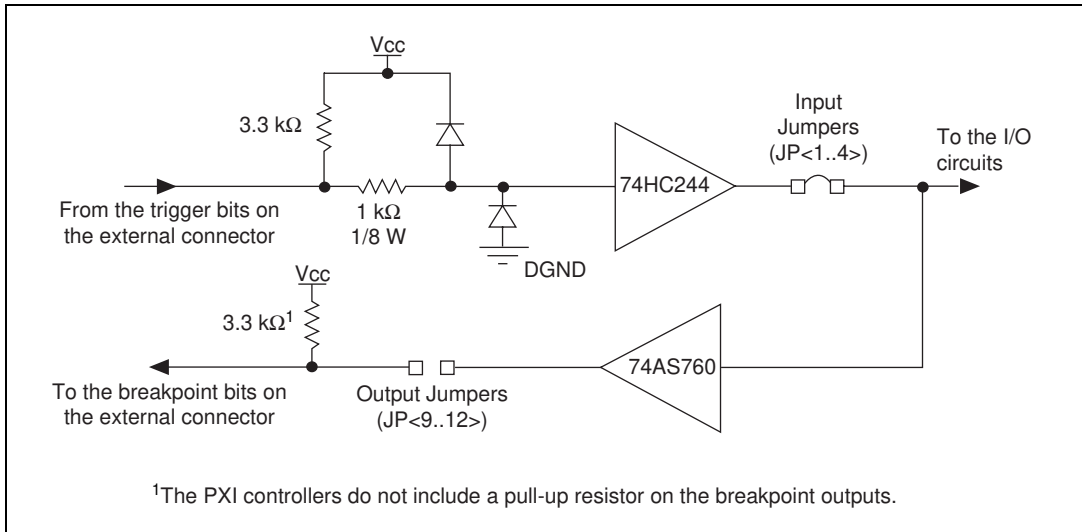 Vcc
3.3 kΩ
Input
Jumpers
(JP<1..4>)
To the I/O
circuits
74HC244
From the trigger bits on
the external connector
1 kΩ
1/8 W
DGND
Vcc
3.3 kΩ¹
74AS760
To the breakpoint bits on
the external connector
Output Jumpers
(JP<9..12>)
¹The PXI controllers do not include a pull-up resistor on the breakpoint outputs.